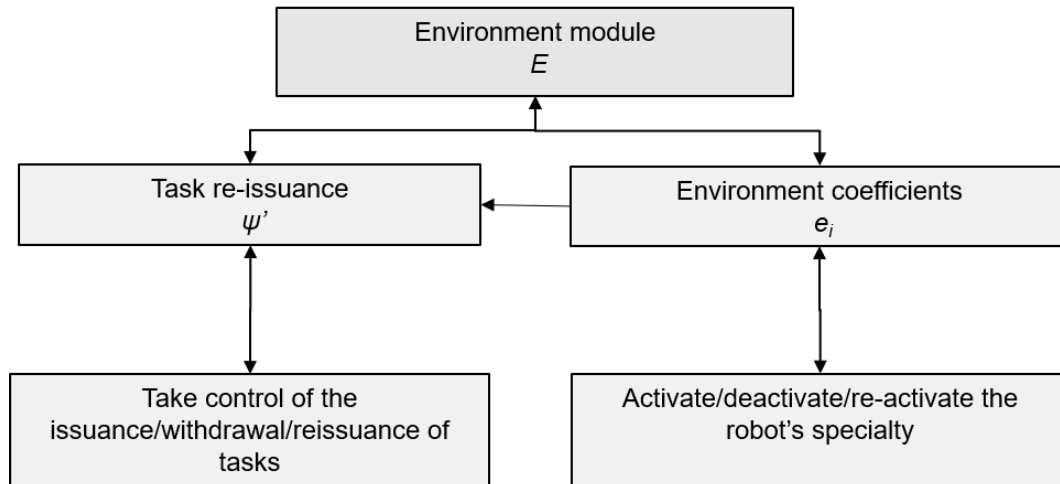 Environment module
E
Task re-issuance
ψ’
Environment coefficients
eᵢ
Take control of the
issuance/withdrawal/reissuance of
tasks
Activate/deactivate/re-activate the
robot’s specialty